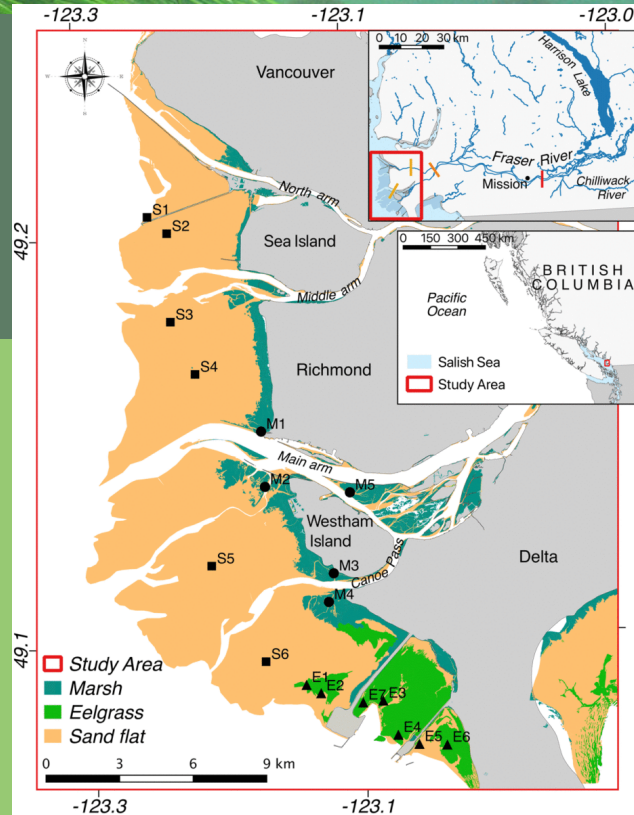 -123.3
-123.1
-123.0
49.2
49.1
-123.3
-123.1
N
Vancouver
North arm
S1
S2
Sea Island
Middle arm
S3
S4
Richmond
M1
Main arm
M2
M5
Westham
Island
S5
M3
Canoe Pass
M4
Delta
S6
E1
E2
E7
E3
E4
E5
E6
0 10 20 30 km
Harrison
Lake
Fraser River
Mission
Chilliwack
River
0 150 300 450 km
BRITISH
COLUMBIA
Pacific
Ocean
Salish Sea
Study Area
Study Area
Marsh
Eelgrass
Sand flat
0 3 6 9 km